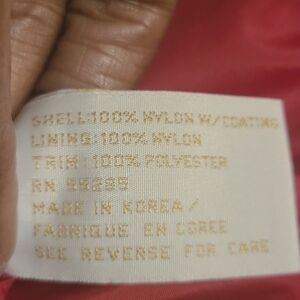 SHELL:100% NYLON W/COATING
LINING:100% NYLON
TRIM:100% POLYESTER
RN
MADE IN KOREA/
FABRIQUE EN COREE
SEE REVERSE FOR CARE